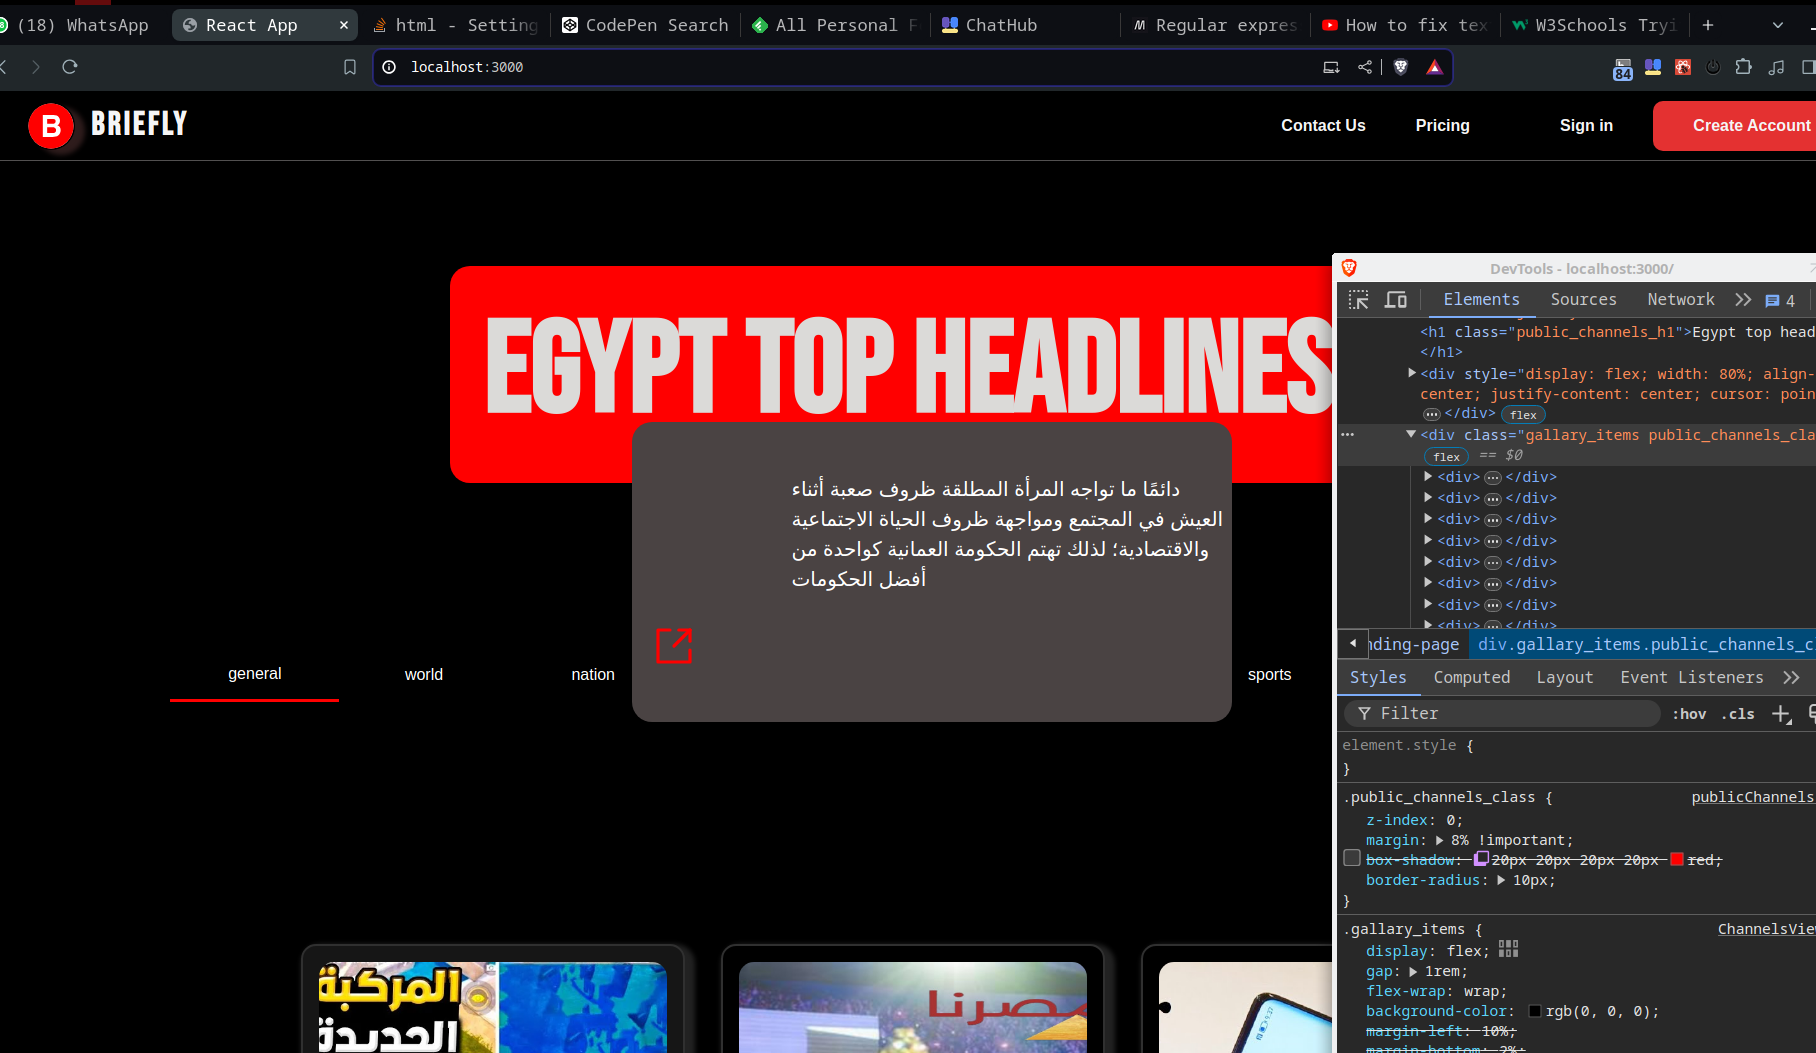 (18) WhatsApp
React App
html - Setting
CodePen Search
All Personal F
ChatHub
Regular expres
How to fix tex
W3Schools Tryi
localhost:3000
84
B BRIEFLY
Contact Us
Pricing
Sign in
Create Account
EGYPT TOP HEADLINES
دائمًا ما تواجه المرأة المطلقة ظروف صعبة أثناء
العيش في المجتمع ومواجهة ظروف الحياة الاجتماعية
والاقتصادية؛ لذلك تهتم الحكومة العمانية كواحدة من
أفضل الحكومات
general
world
nation
sports
المركبة
الجديدة
مصرنا
9:27
DevTools - localhost:3000/
Elements
Sources
Network
4
<h1 class="public_channels_h1">Egypt top head
</h1>
<div style="display: flex; width: 80%; align-
center; justify-content: center; cursor: poin
</div> flex
<div class="gallary_items public_channels_cla
flex == $0
<div> </div>
<div> </div>
<div> </div>
<div> </div>
<div> </div>
<div> </div>
<div> </div>
<div> </div>
nding-page
div.gallary_items.public_channels_c
Styles
Computed
Layout
Event Listeners
Filter
:hov
.cls
element.style {
}
.public_channels_class {
publicChannels
z-index: 0;
margin: 8% !important;
box-shadow: 20px 20px 20px 20px red;
border-radius: 10px;
}
.gallary_items {
ChannelsView
display: flex;
gap: 1rem;
flex-wrap: wrap;
background-color: rgb(0, 0, 0);
margin-left: 10%;
margin-bottom: 2%;